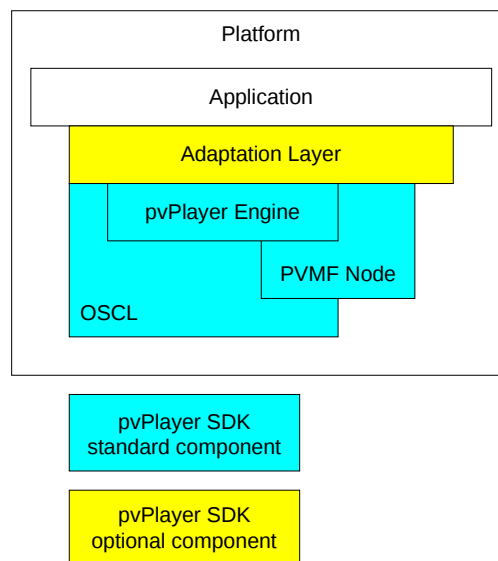 Platform
Application
Adaptation Layer
pvPlayer Engine
PVMF Node
OSCL
pvPlayer SDK
standard component
pvPlayer SDK
optional component